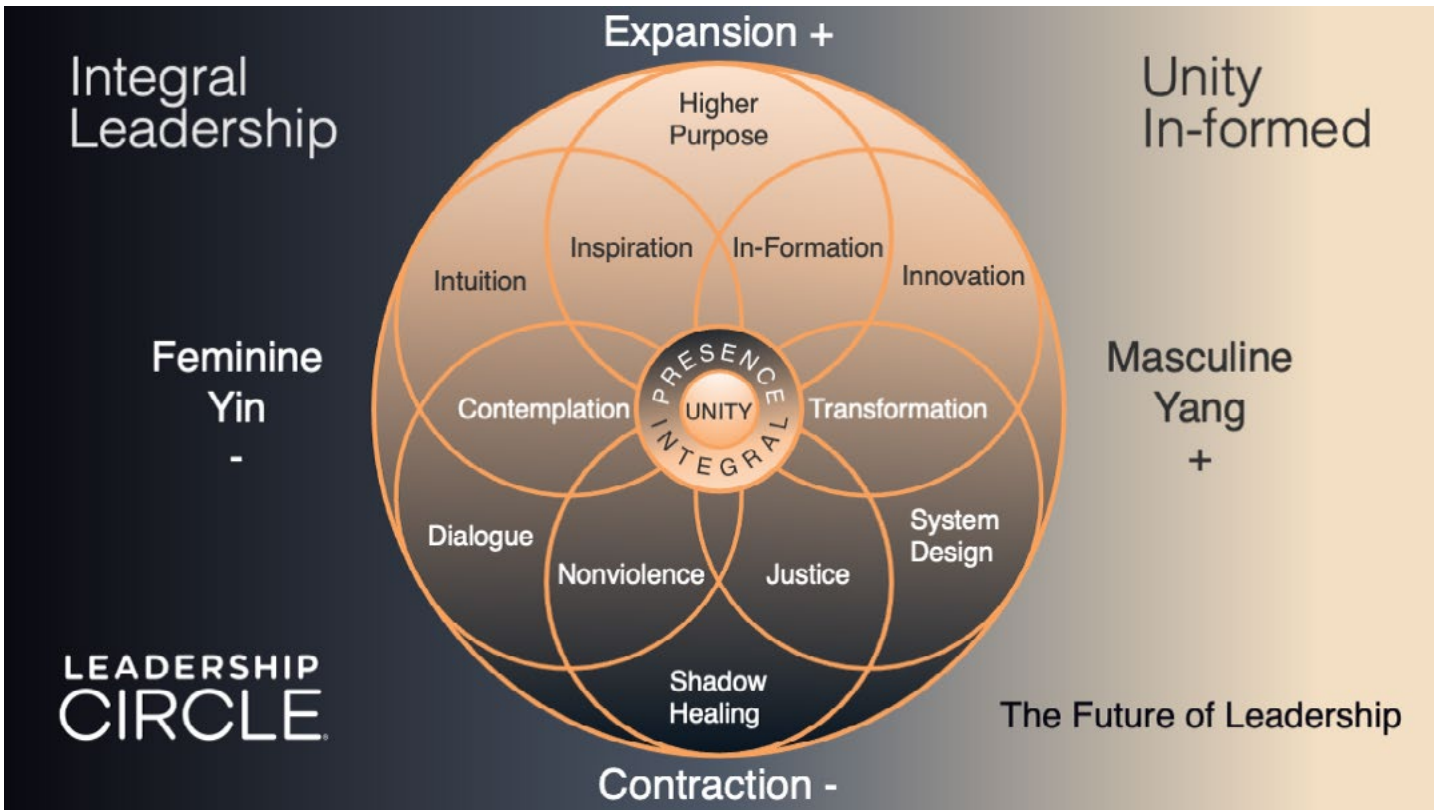 Expansion +
Integral
Leadership
Unity
In-formed
Higher
Purpose
Inspiration
In-Formation
Intuition
Innovation
Feminine
Yin
-
Masculine
Yang
+
PRESENCE
UNITY
INTEGRAL
Contemplation
Transformation
Dialogue
System
Design
Nonviolence
Justice
Shadow
Healing
LEADERSHIP
CIRCLE®
The Future of Leadership
Contraction -